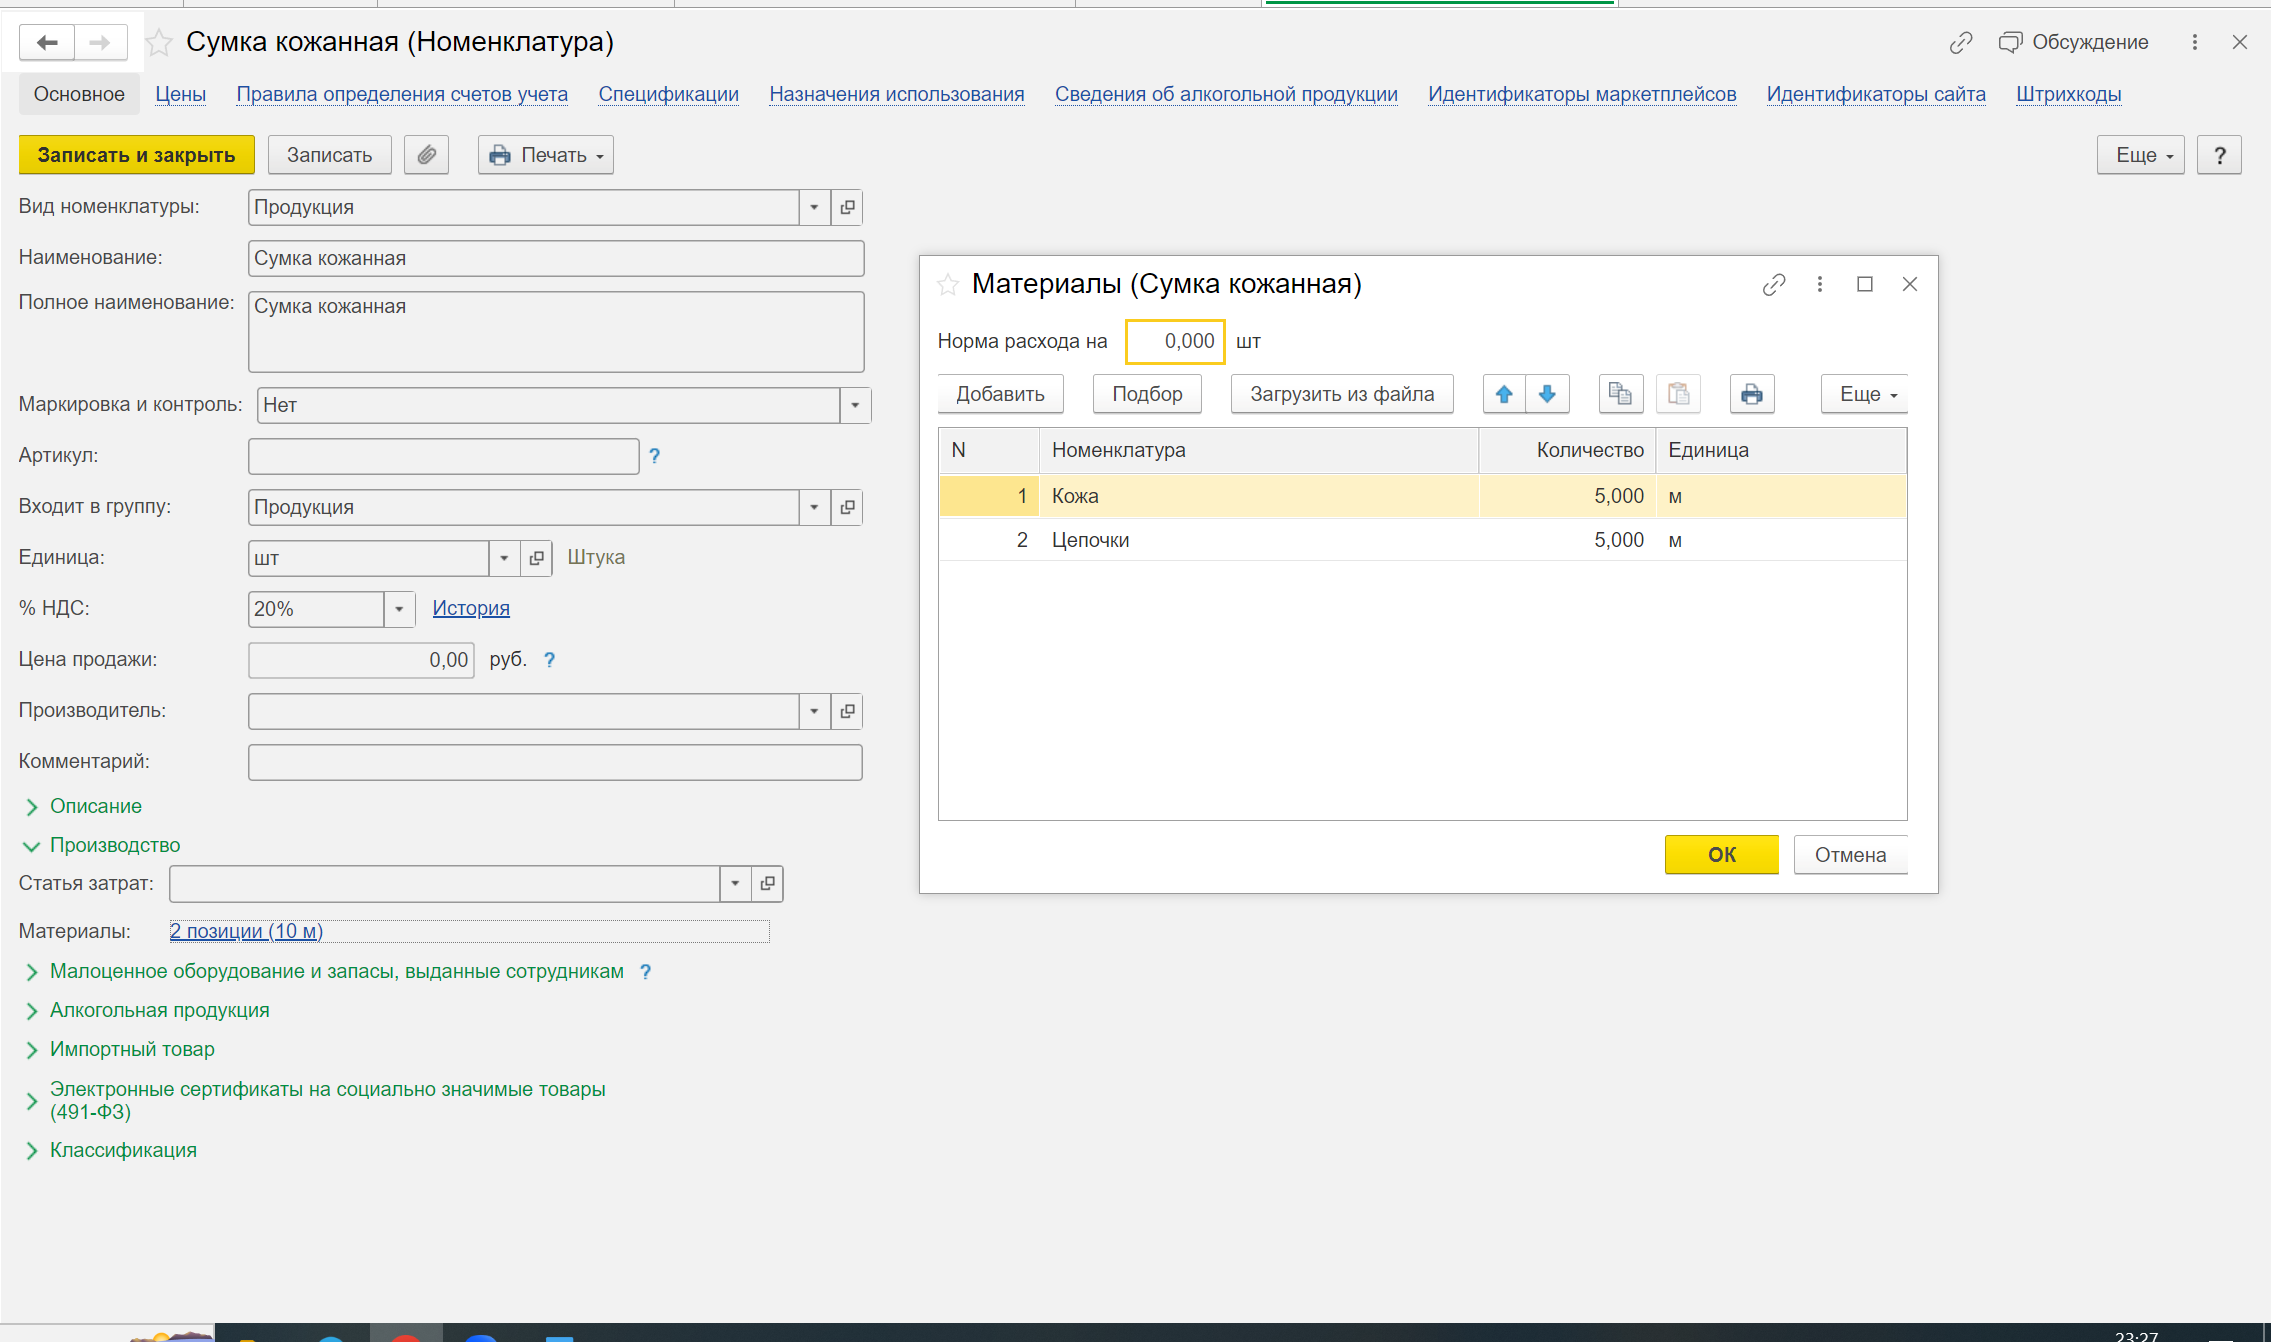 Сумка кожанная (Номенклатура)
Обсуждение
Основное Цены Правила определения счетов учета Спецификации Назначения использования Сведения об алкогольной продукции Идентификаторы маркетплейсов Идентификаторы сайта Штрихкоды
Записать и закрыть Записать Печать Еще ?
Вид номенклатуры: Продукция
Наименование: Сумка кожанная
Полное наименование: Сумка кожанная
Маркировка и контроль: Нет
Артикул: ?
Входит в группу: Продукция
Единица: шт Штука
% НДС: 20% История
Цена продажи: 0,00 руб. ?
Производитель:
Комментарий:
Описание
Производство
Статья затрат:
Материалы: 2 позиции (10 м)
Малоценное оборудование и запасы, выданные сотрудникам ?
Алкогольная продукция
Импортный товар
Электронные сертификаты на социально значимые товары
(491-ФЗ)
Классификация
Материалы (Сумка кожанная)
Норма расхода на 0,000 шт
Добавить Подбор Загрузить из файла Еще
N Номенклатура Количество Единица
1 Кожа 5,000 м
2 Цепочки 5,000 м
ОК Отмена
23:27